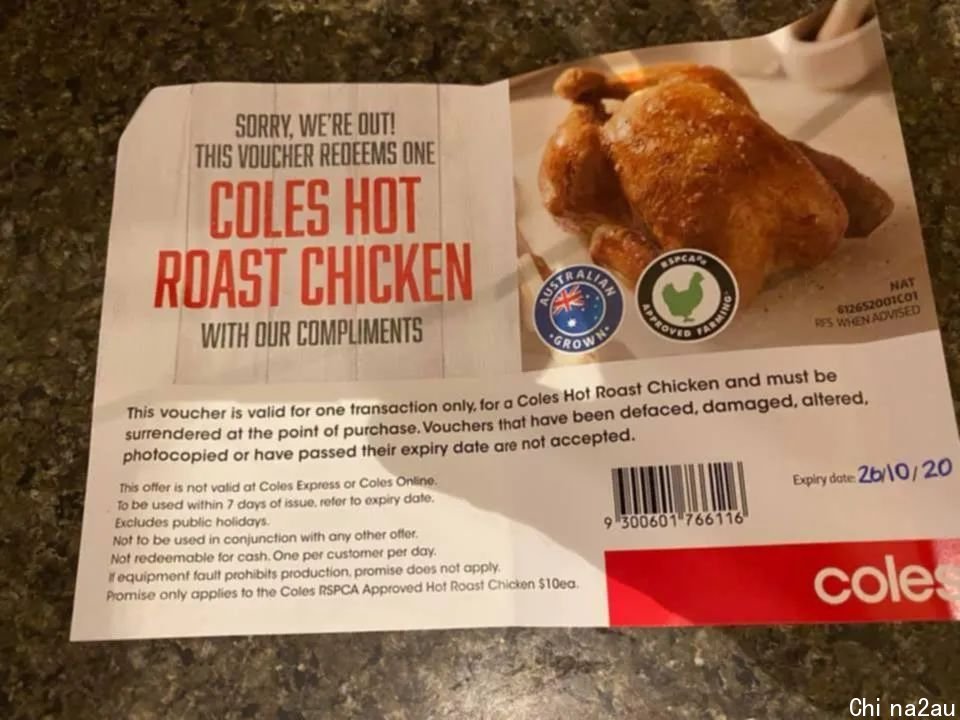 SORRY, WE'RE OUT!
THIS VOUCHER REDEEMS ONE
COLES HOT
ROAST CHICKEN
WITH OUR COMPLIMENTS
AUSTRALIAN
GROWN
RSPCA
APPROVED FARMING
NAT
612652001C01
RFS WHEN ADVISED
This voucher is valid for one transaction only, for a Coles Hot Roast Chicken and must be
surrendered at the point of purchase. Vouchers that have been defaced, damaged, altered,
photocopied or have passed their expiry date are not accepted.
This offer is not valid at Coles Express or Coles Online.
To be used within 7 days of issue, refer to expiry date.
Excludes public holidays.
Not to be used in conjunction with any other offer.
Not redeemable for cash. One per customer per day.
If equipment fault prohibits production, promise does not apply.
Promise only applies to the Coles RSPCA Approved Hot Roast Chicken $10ea.
9 300601 766116
Expiry date: 26/10/20
coles
Chi na2au